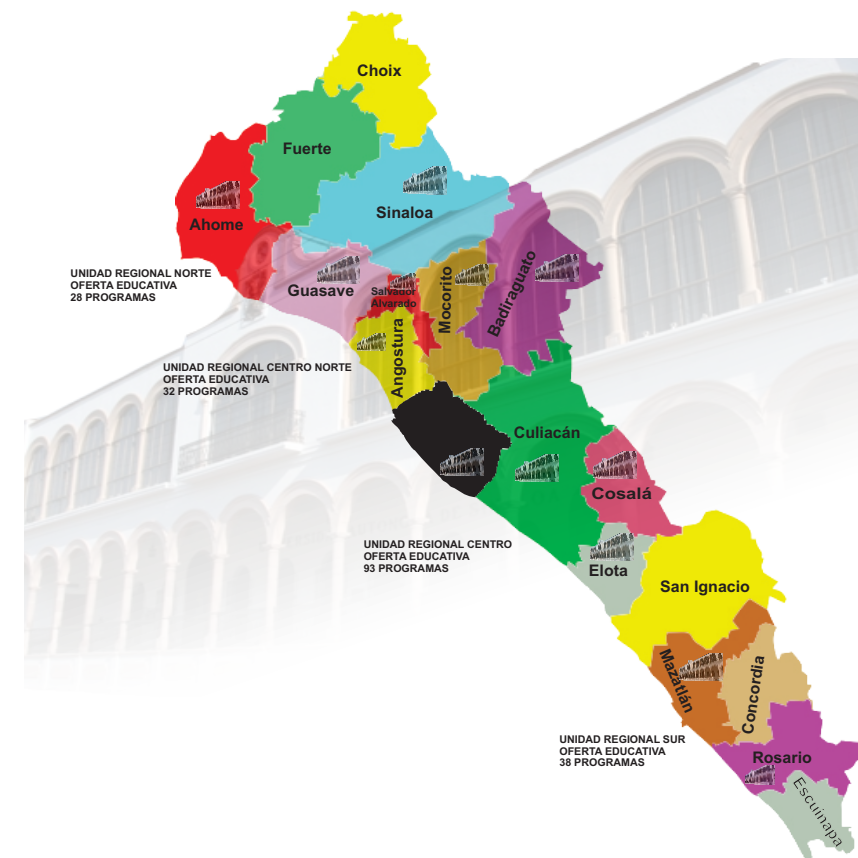 Choix
Fuerte
Sinaloa
Ahome
UNIDAD REGIONAL NORTE
OFERTA EDUCATIVA
28 PROGRAMAS
Guasave
Salvador
Alvarado
Mocorito
Badiraguato
Angostura
UNIDAD REGIONAL CENTRO NORTE
OFERTA EDUCATIVA
32 PROGRAMAS
Culiacán
Cosalá
UNIDAD REGIONAL CENTRO
OFERTA EDUCATIVA
93 PROGRAMAS
Elota
San Ignacio
Mazatlán
Concordia
UNIDAD REGIONAL SUR
OFERTA EDUCATIVA
38 PROGRAMAS
Rosario
Escuinapa